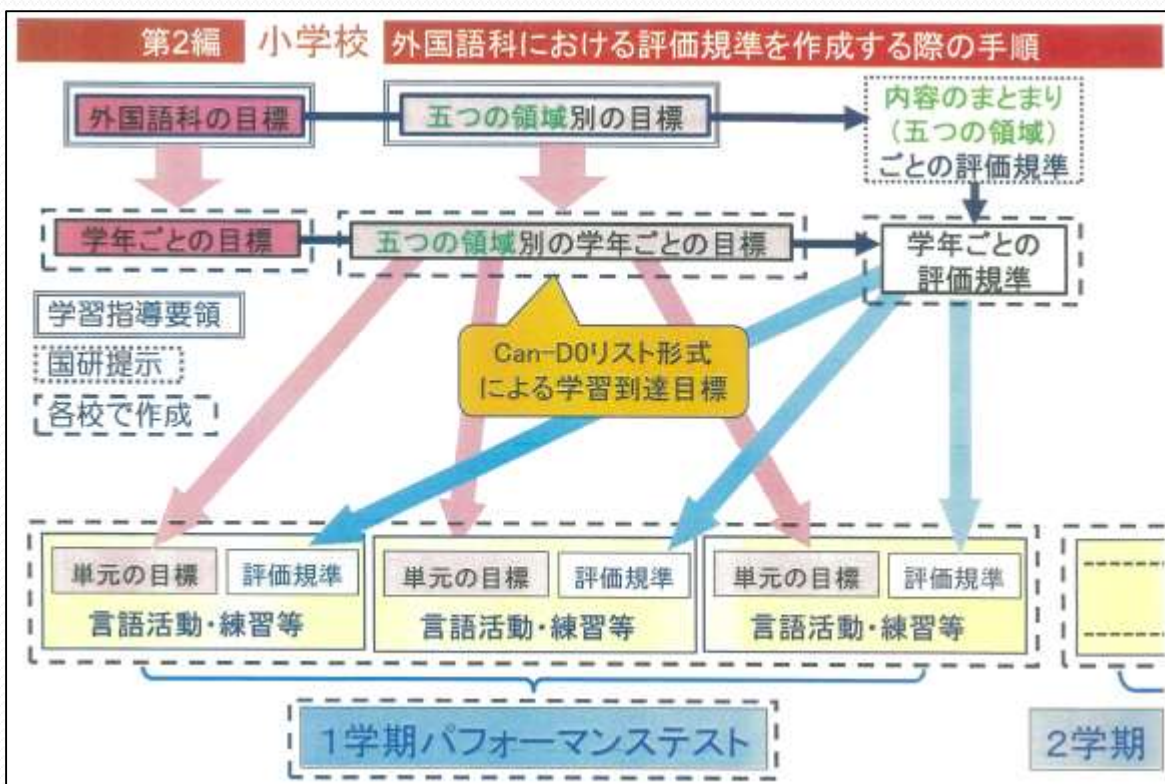 第2編 小学校 外国語科における評価規準を作成する際の手順
外国語科の目標
五つの領域別の目標
内容のまとまり
(五つの領域)
ごとの評価規準
学年ごとの目標
五つの領域別の学年ごとの目標
学年ごとの
評価規準
学習指導要領
国研提示
各校で作成
Can-DOリスト形式
による学習到達目標
単元の目標
評価規準
言語活動・練習等
単元の目標
評価規準
言語活動・練習等
単元の目標
評価規準
言語活動・練習等
1学期パフォーマンステスト
2学期